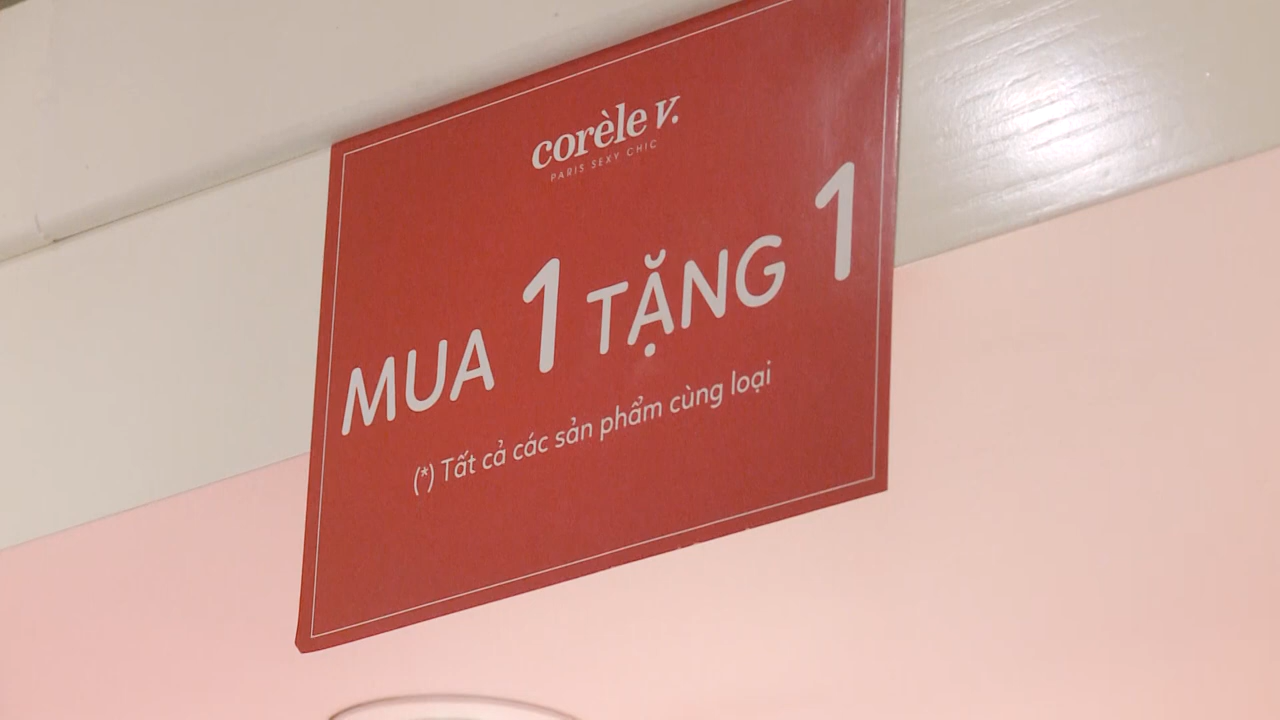 corèle v.
PARIS SEXY CHIC
MUA 1 TẶNG 1
(*) Tất cả các sản phẩm cùng loại